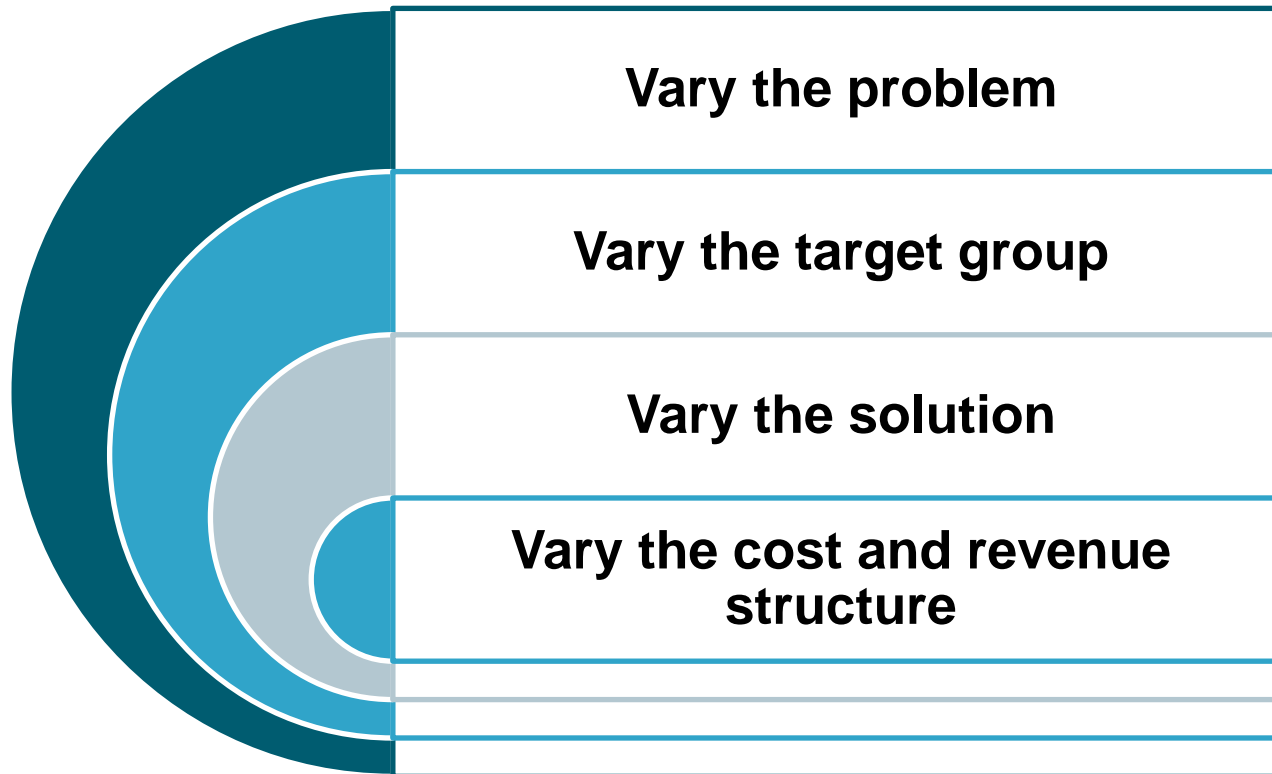 Vary the problem
Vary the target group
Vary the solution
Vary the cost and revenue
structure